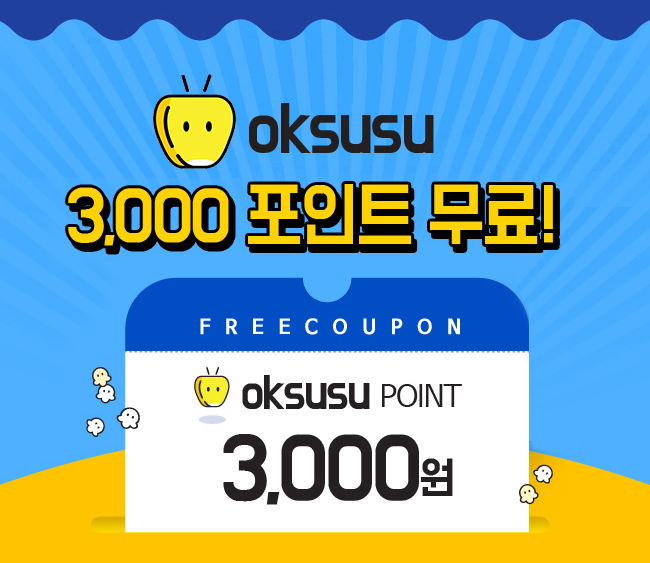 oksusu
3,000 포인트 무료!
FREECOUPON
oksusu POINT
3,000원